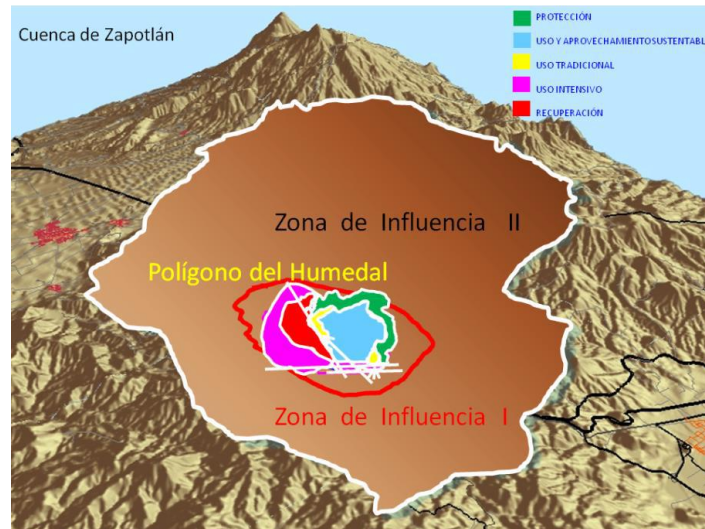 Cuenca de Zapotlán
PROTECCIÓN
USO Y APROVECHAMIENTOSUSTENTABL
USO TRADICIONAL
USO INTENSIVO
RECUPERACIÓN
Zona de Influencia II
Polígono del Humedal
Zona de Influencia I